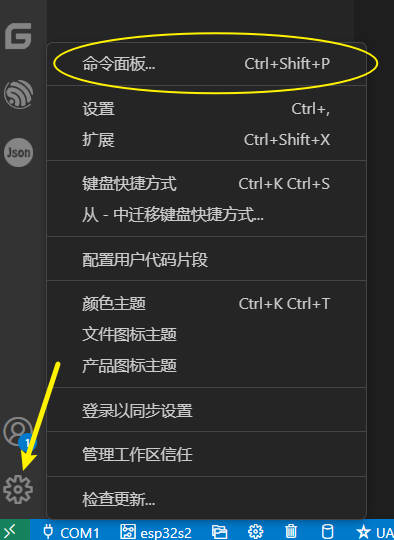 G
命令面板... Ctrl+Shift+P
设置 Ctrl+,
扩展 Ctrl+Shift+X
Json
键盘快捷方式 Ctrl+K Ctrl+S
从 - 中迁移键盘快捷方式...
配置用户代码片段
颜色主题 Ctrl+K Ctrl+T
文件图标主题
产品图标主题
登录以同步设置
1
管理工作区信任
检查更新...
COM1 esp32s2 UA